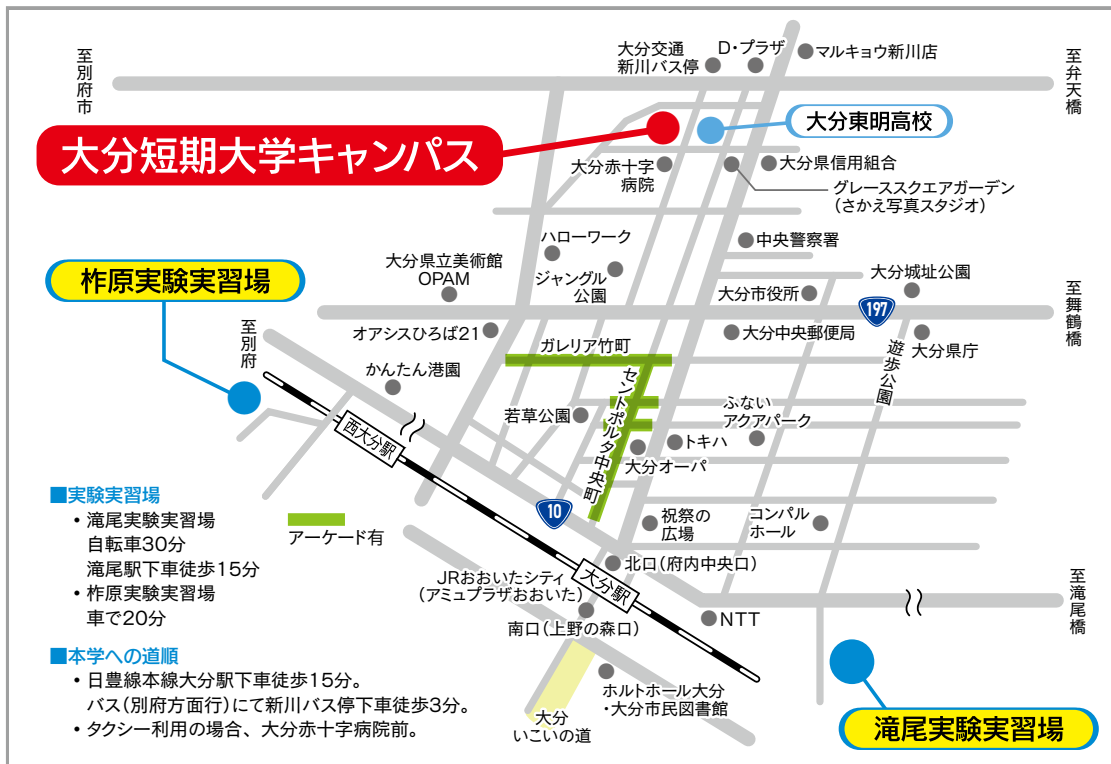 至別府市
大分交通
新川バス停
D・プラザ
マルキョウ新川店
至弁天橋
大分短期大学キャンパス
大分東明高校
大分赤十字
病院
大分県信用組合
グレーススクエアガーデン
(さかえ写真スタジオ)
ハローワーク
中央警察署
大分県立美術館
OPAM
ジャングル
公園
柞原実験実習場
大分市役所
大分城址公園
197
至舞鶴橋
至別府
オアシスひろば21
ガレリア竹町
大分中央郵便局
大分県庁
遊歩公園
かんたん港園
セントポルタ中央町
若草公園
ふない
アクアパーク
トキハ
大分オーパ
西大分駅
■実験実習場
・滝尾実験実習場
自転車30分
滝尾駅下車徒歩15分
・柞原実験実習場
車で20分
アーケード有
10
祝祭の
広場
コンパル
ホール
北口(府内中央口)
JRおおいたシティ
(アミュプラザおおいた)
大分駅
至滝尾橋
南口(上野の森口)
NTT
■本学への道順
・日豊線本線大分駅下車徒歩15分。
バス(別府方面行)にて新川バス停下車徒歩3分。
・タクシー利用の場合、大分赤十字病院前。
ホルトホール大分
・大分市民図書館
大分
いこいの道
滝尾実験実習場